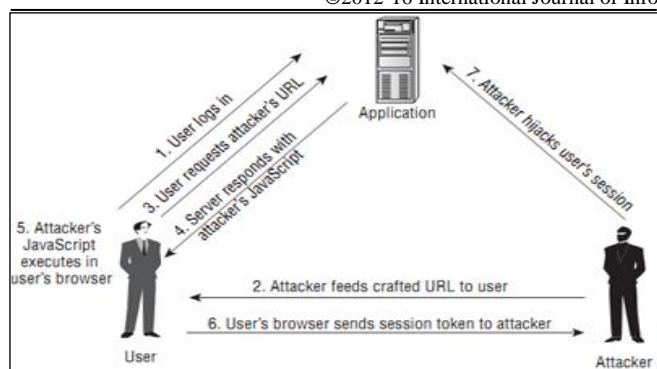 ©2012-16 International Journal of Info
Application
1. User logs in
3. User requests attacker's URL
4. Server responds with
attacker's JavaScript
7. Attacker hijacks user's session
5. Attacker's
JavaScript
executes in
user's browser
2. Attacker feeds crafted URL to user
6. User's browser sends session token to attacker
User
Attacker